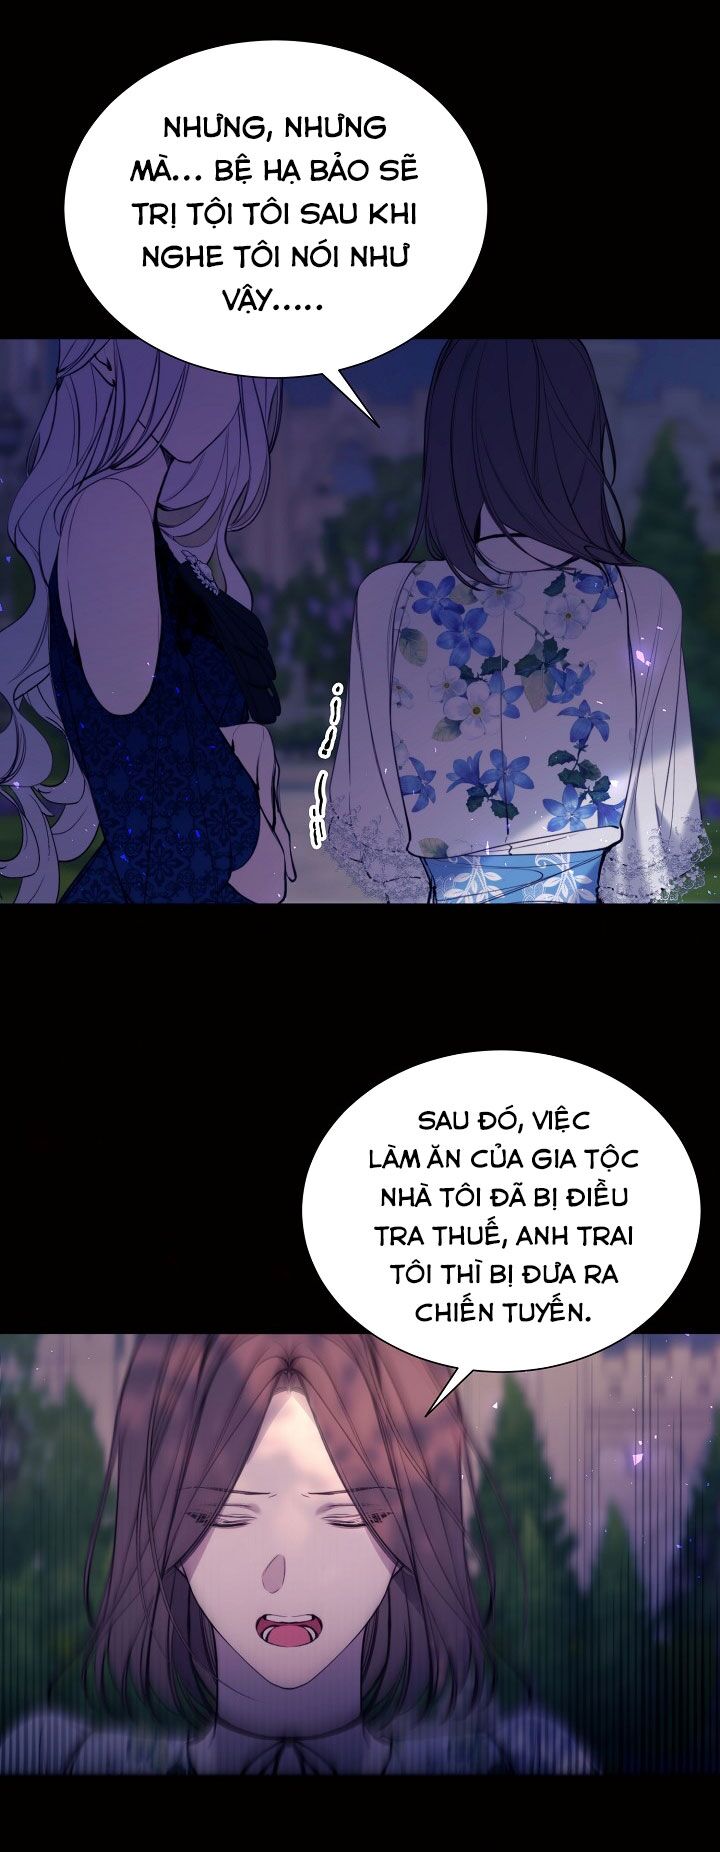 NHƯNG, NHƯNG
MÀ... BỆ HẠ BẢO SẼ
TRỊ TỘI TÔI SAU KHI
NGHE TÔI NÓI NHƯ
VẬY.....
SAU ĐÓ, VIỆC
LÀM ĂN CỦA GIA TỘC
NHÀ TÔI ĐÃ BỊ ĐIỀU
TRA THUẾ, ANH TRAI
TÔI THÌ BỊ ĐƯA RA
CHIẾN TUYẾN.